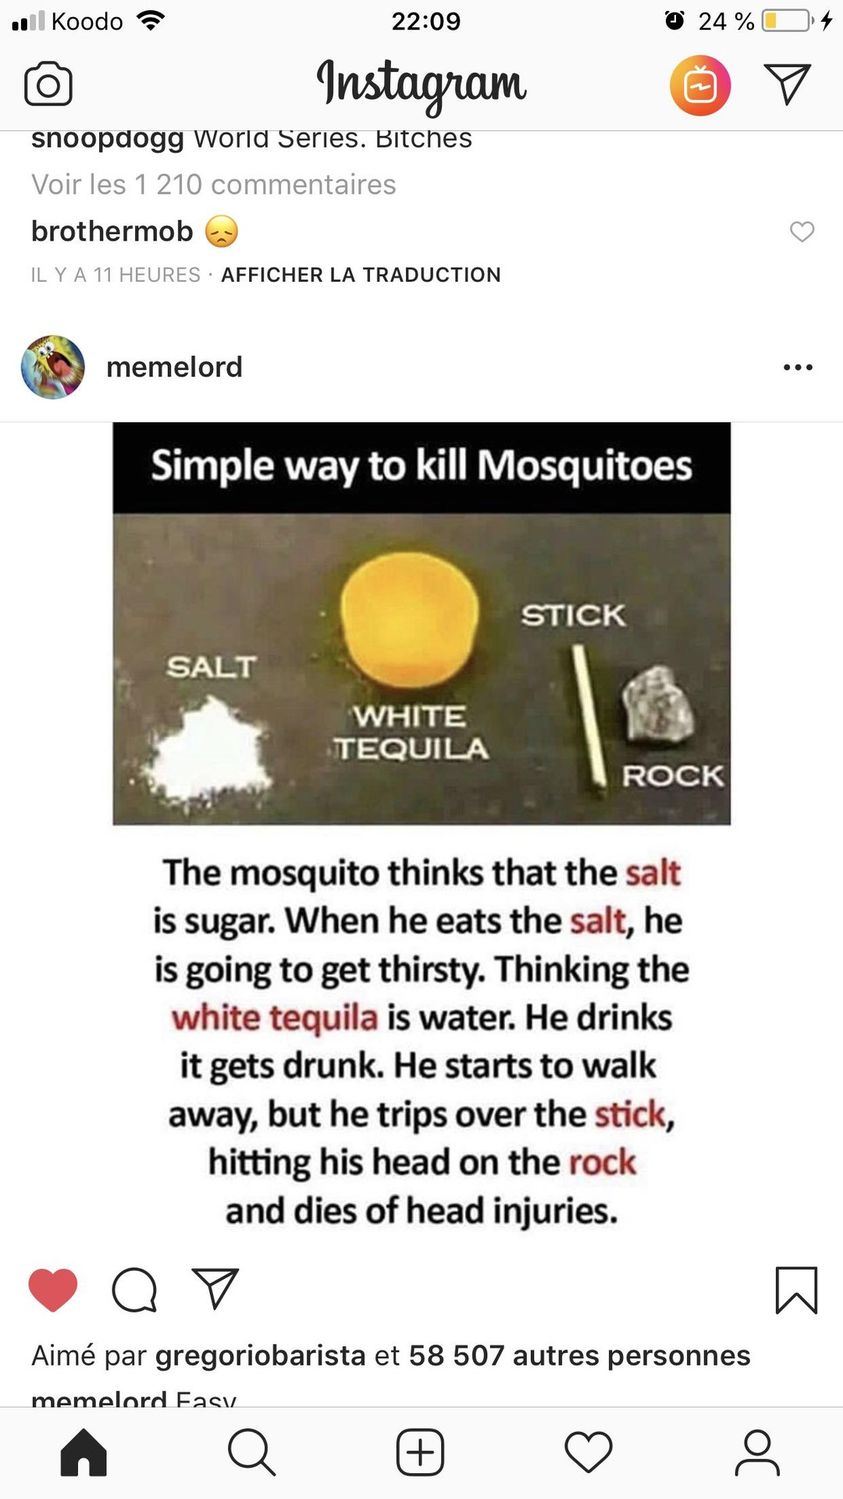 Koodo 22:09 24 %
Instagram
snoopdogg World Series. Bitches
Voir les 1 210 commentaires
brothermob
IL Y A 11 HEURES · AFFICHER LA TRADUCTION
memelord
Simple way to kill Mosquitoes
SALT
WHITE
TEQUILA
STICK
ROCK
The mosquito thinks that the salt
is sugar. When he eats the salt, he
is going to get thirsty. Thinking the
white tequila is water. He drinks
it gets drunk. He starts to walk
away, but he trips over the stick,
hitting his head on the rock
and dies of head injuries.
Aimé par gregoriobarista et 58 507 autres personnes
memelord Easy